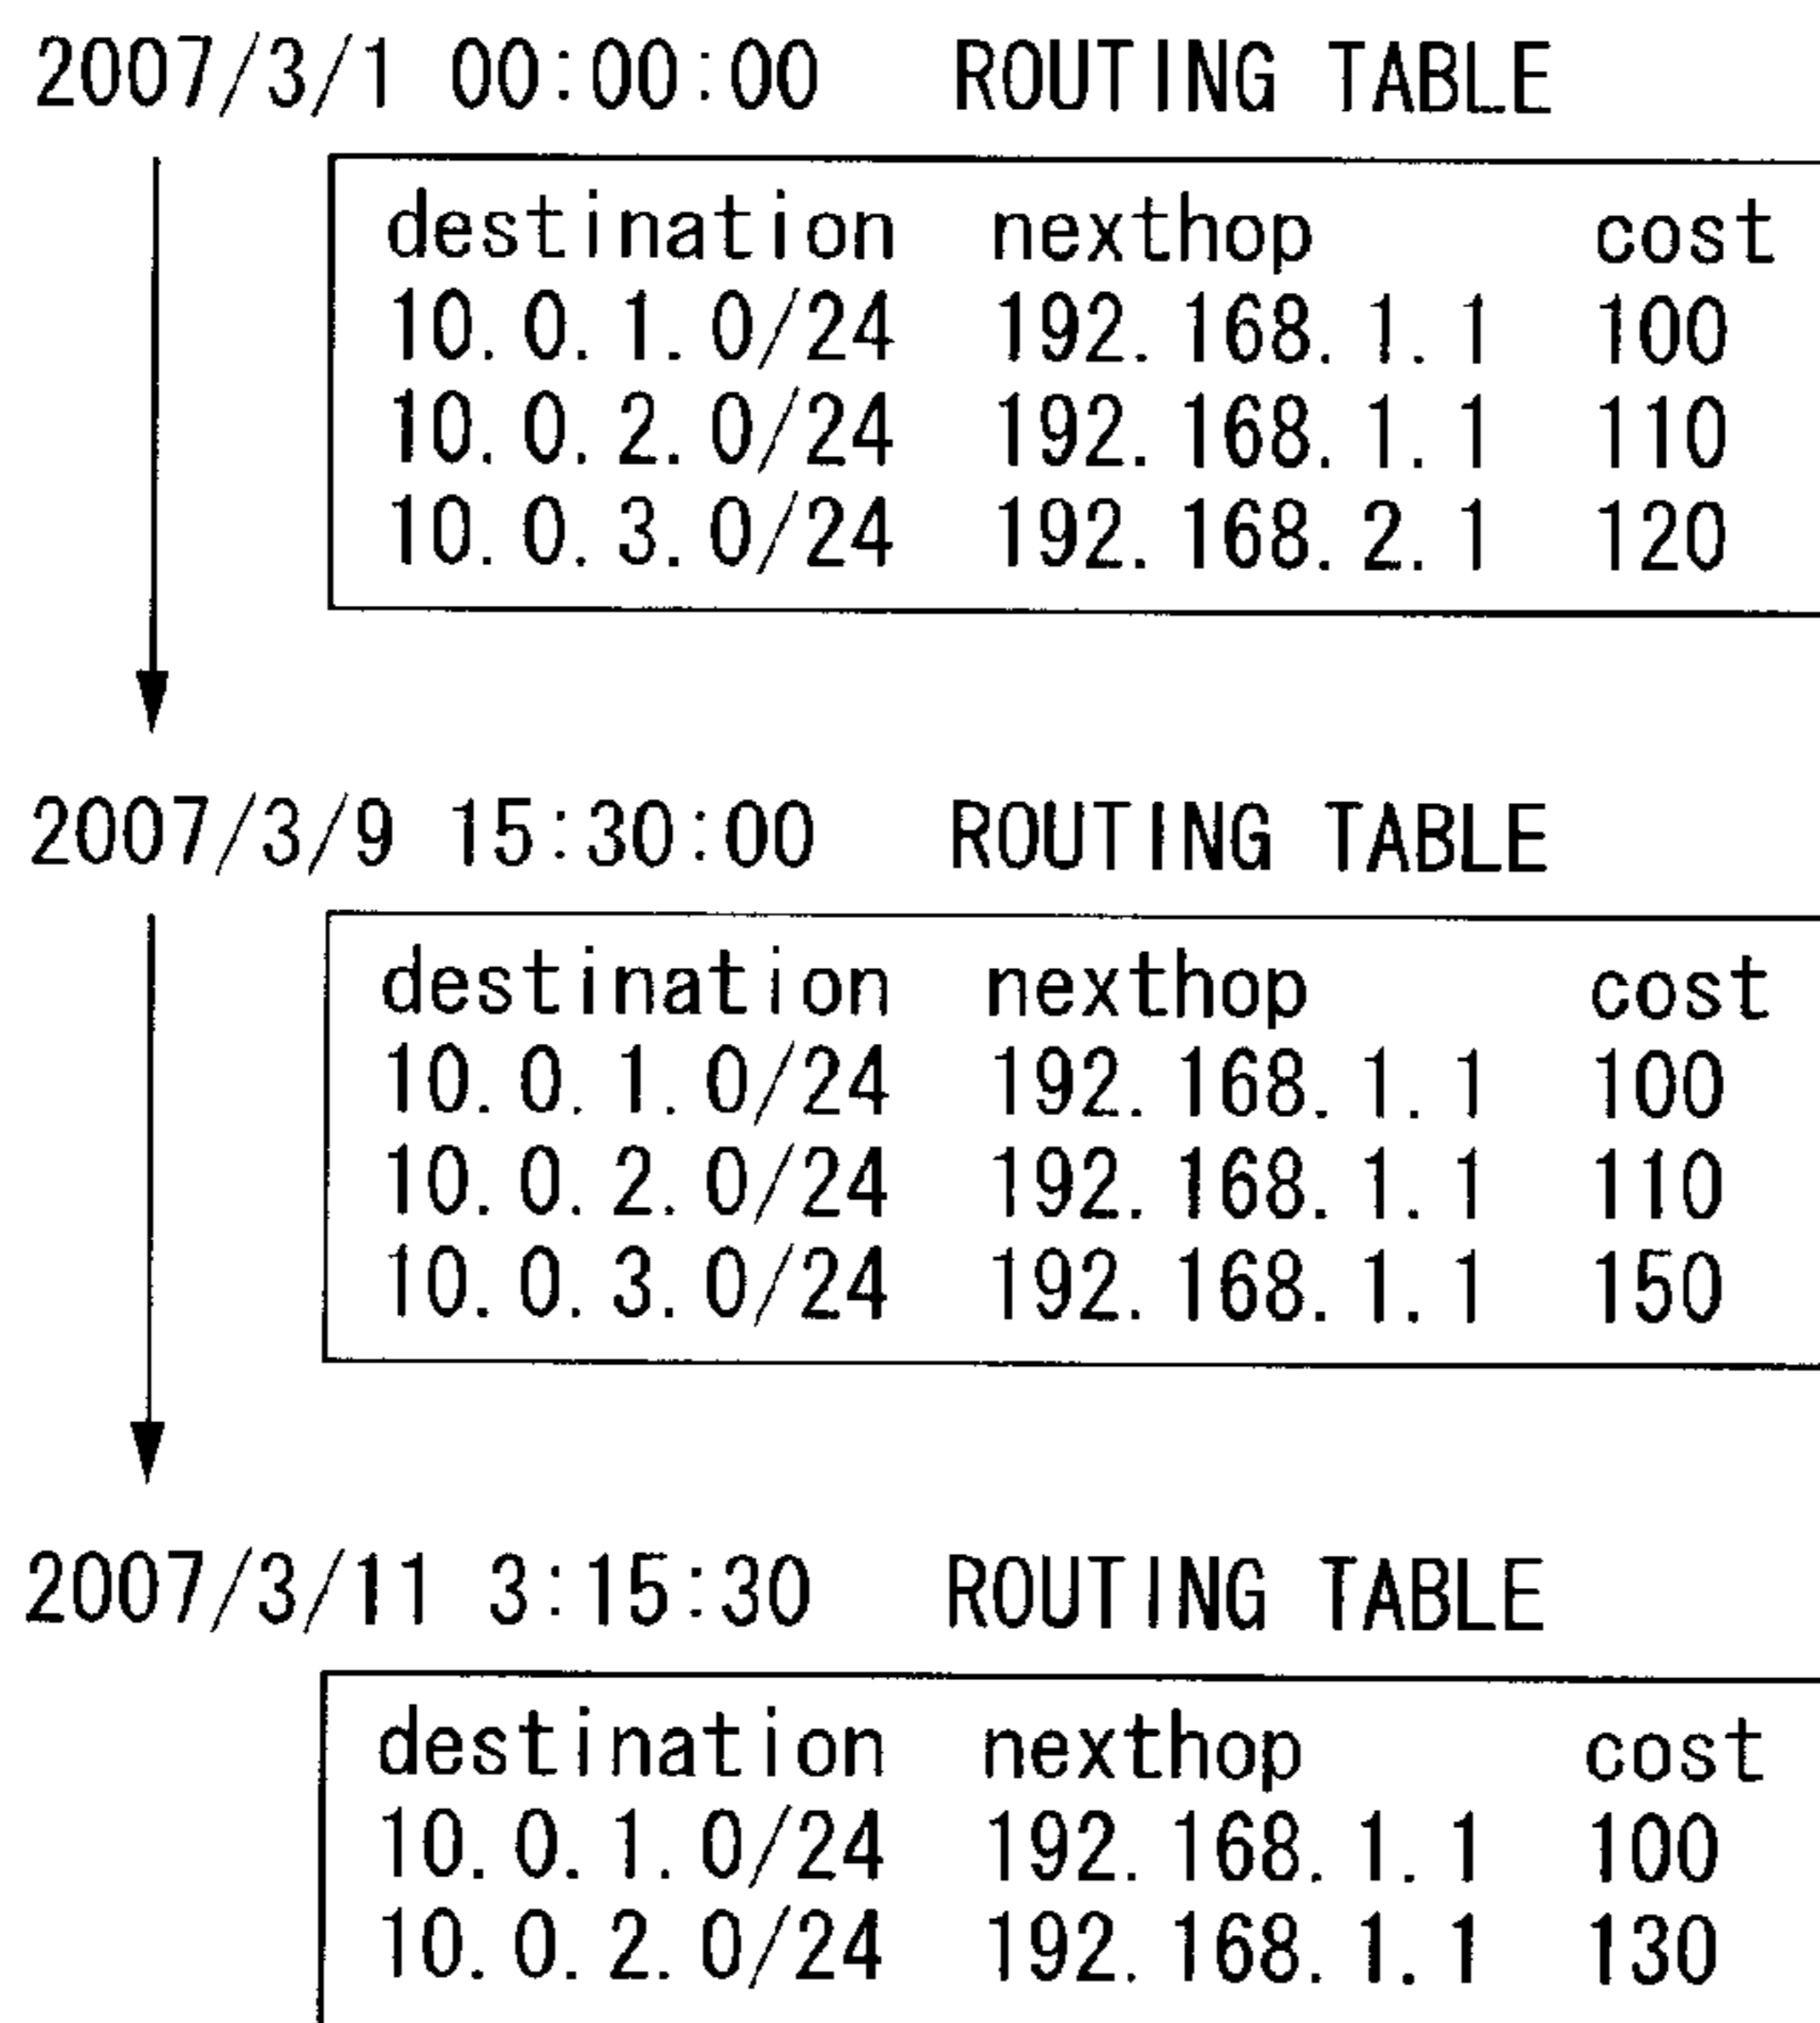 2007/3/1 00:00:00 ROUTING TABLE
destination nexthop cost
10.0.1.0/24 192.168.1.1 100
10.0.2.0/24 192.168.1.1 110
10.0.3.0/24 192.168.2.1 120
2007/3/9 15:30:00 ROUTING TABLE
destination nexthop cost
10.0.1.0/24 192.168.1.1 100
10.0.2.0/24 192.168.1.1 110
10.0.3.0/24 192.168.1.1 150
2007/3/11 3:15:30 ROUTING TABLE
destination nexthop cost
10.0.1.0/24 192.168.1.1 100
10.0.2.0/24 192.168.1.1 130